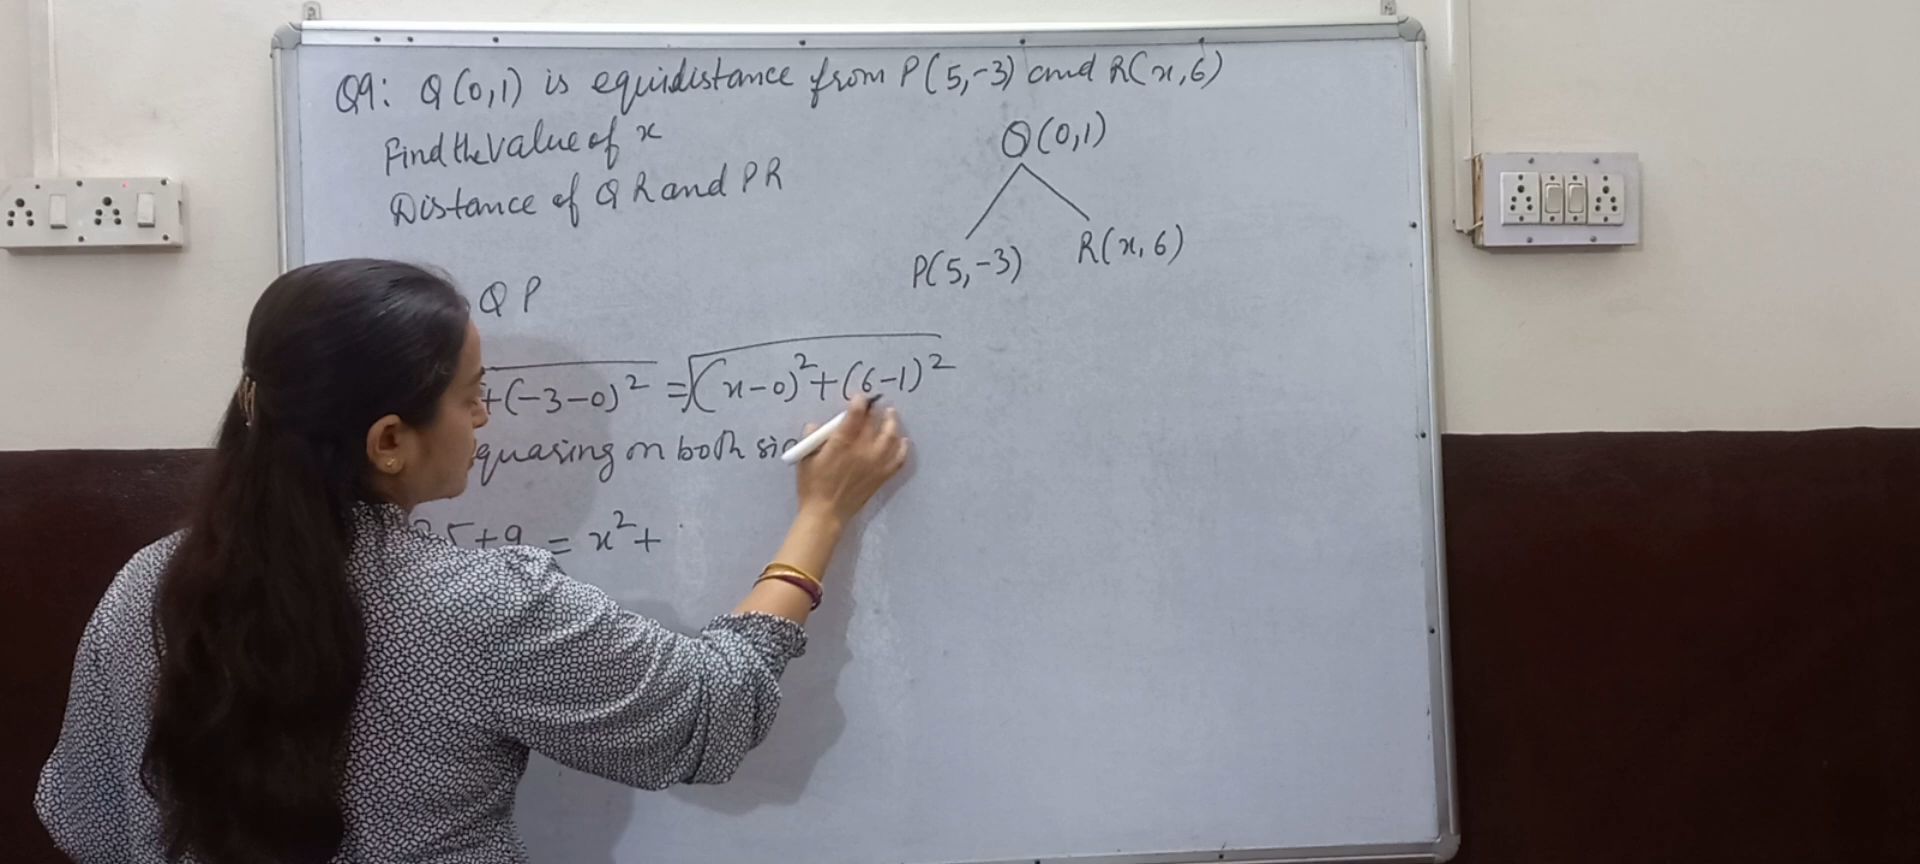 Q9: Q(0,1) is equidistance from P(5,-3) and R(x,6)
Find the value of x
Distance of QR and PR
Q(0,1)
P(5,-3) R(x,6)
QP
+(-3-0)² = √(x-0)²+(6-1)²
quasing on both si
25+9 = x²+